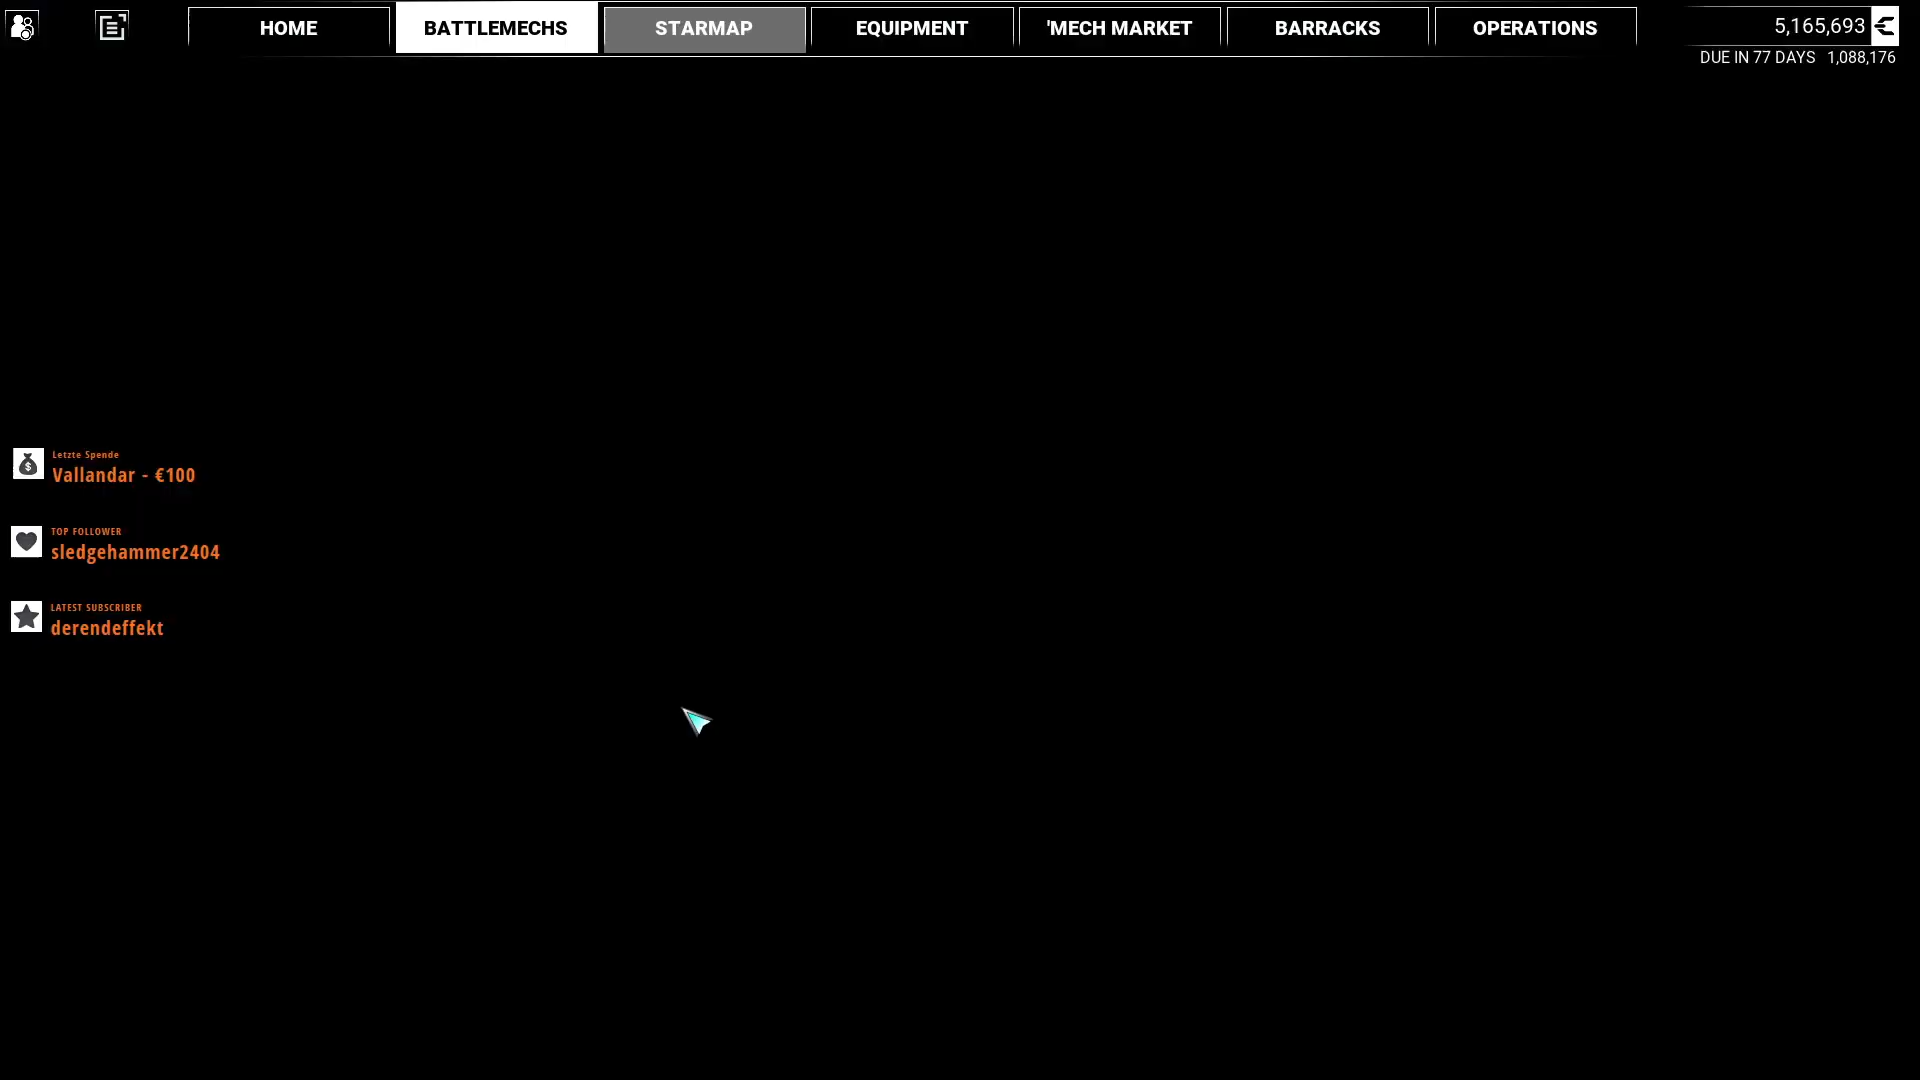 HOME
BATTLEMECHS
STARMAP
EQUIPMENT
'MECH MARKET
BARRACKS
OPERATIONS
5,165,693
DUE IN 77 DAYS 1,088,176
Letzte Spende
Vallandar - €100
TOP FOLLOWER
sledgehammer2404
LATEST SUBSCRIBER
derendeffekt